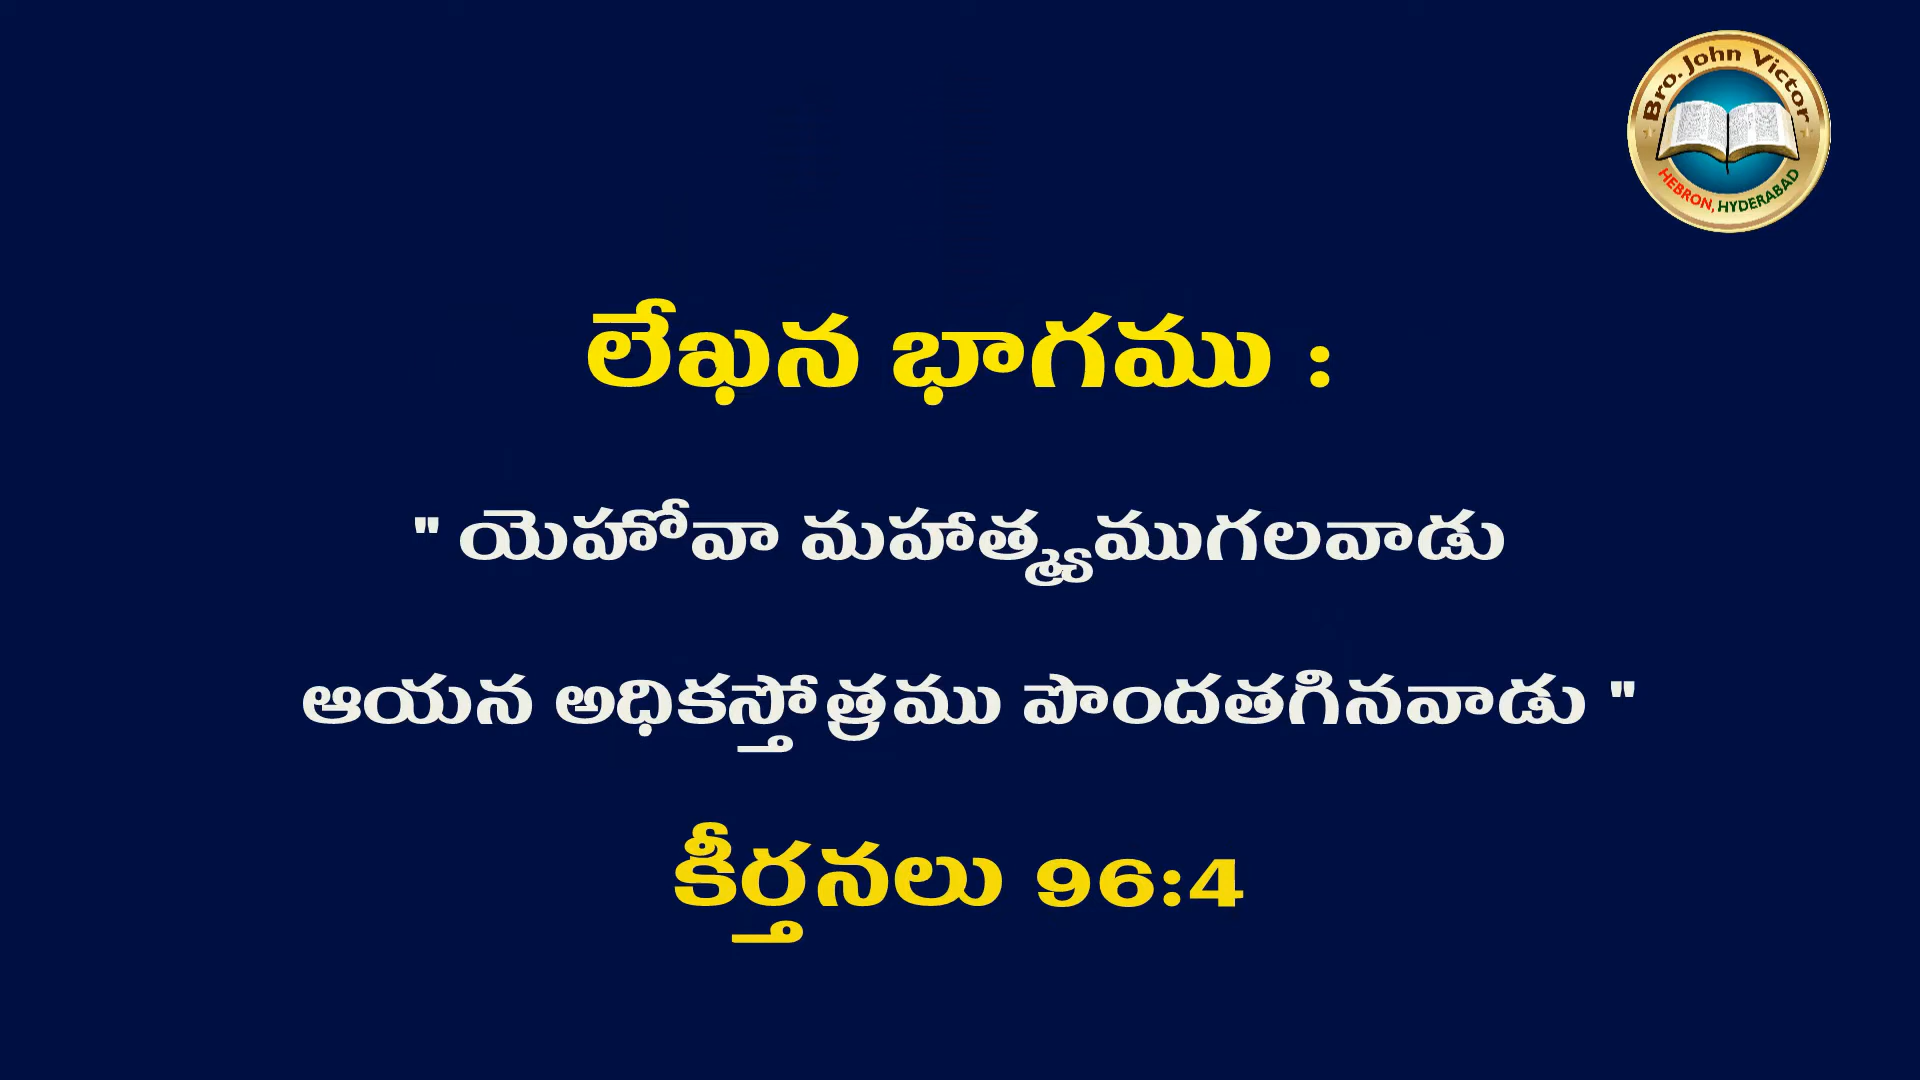 Bro. John Victor
HEBRON, HYDERABAD
లేఖన భాగము :
" యెహోవా మహాత్మ్యముగలవాడు
ఆయన అధికస్తోత్రము పొందతగినవాడు "
కీర్తనలు 96:4